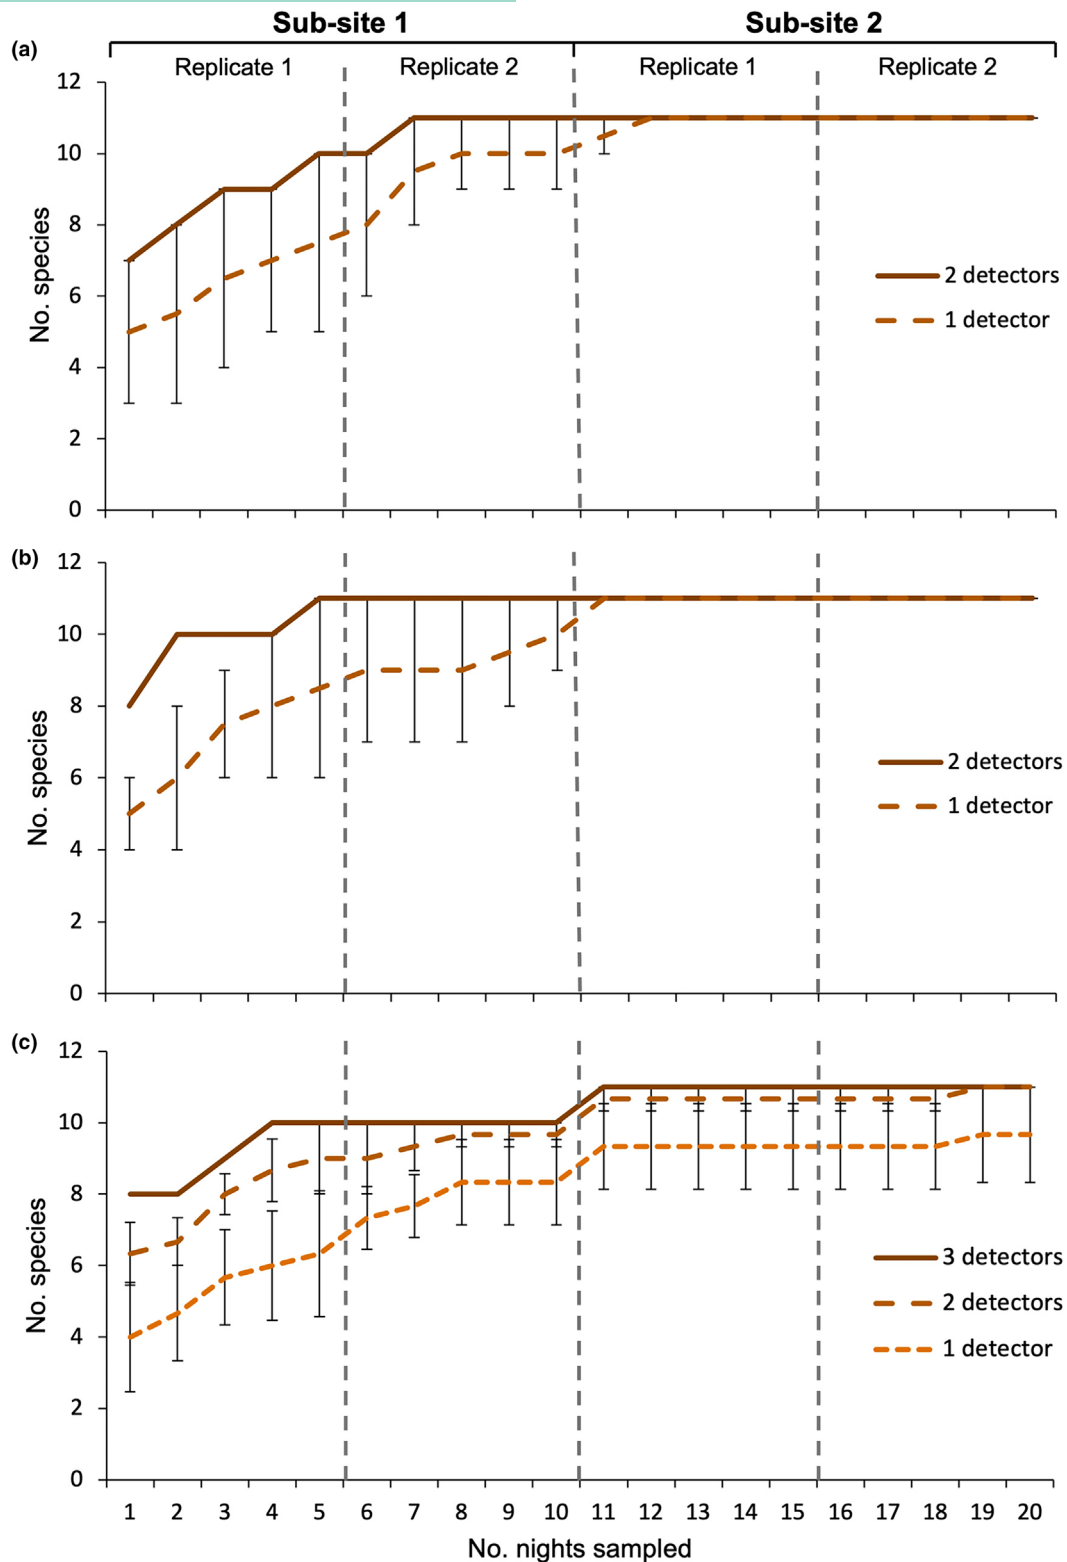 Sub-site 1 Sub-site 2
(a)
Replicate 1 Replicate 2 Replicate 1 Replicate 2
12
10
8
6
4
2
0
No. species
2 detectors
1 detector
(b)
12
10
8
6
4
2
0
No. species
2 detectors
1 detector
(c)
12
10
8
6
4
2
0
No. species
3 detectors
2 detectors
1 detector
1 2 3 4 5 6 7 8 9 10 11 12 13 14 15 16 17 18 19 20
No. nights sampled